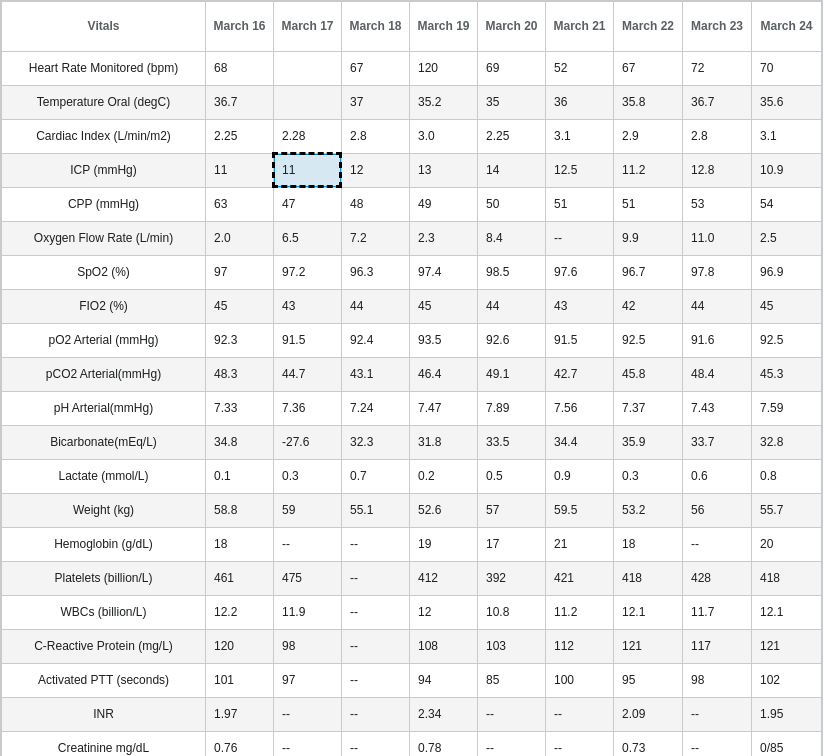 Vitals March 16 March 17 March 18 March 19 March 20 March 21 March 22 March 23 March 24
Heart Rate Monitored (bpm) 68 67 120 69 52 67 72 70
Temperature Oral (degC) 36.7 37 35.2 35 36 35.8 36.7 35.6
Cardiac Index (L/min/m2) 2.25 2.28 2.8 3.0 2.25 3.1 2.9 2.8 3.1
ICP (mmHg) 11 11 12 13 14 12.5 11.2 12.8 10.9
CPP (mmHg) 63 47 48 49 50 51 51 53 54
Oxygen Flow Rate (L/min) 2.0 6.5 7.2 2.3 8.4 -- 9.9 11.0 2.5
SpO2 (%) 97 97.2 96.3 97.4 98.5 97.6 96.7 97.8 96.9
FIO2 (%) 45 43 44 45 44 43 42 44 45
pO2 Arterial (mmHg) 92.3 91.5 92.4 93.5 92.6 91.5 92.5 91.6 92.5
pCO2 Arterial(mmHg) 48.3 44.7 43.1 46.4 49.1 42.7 45.8 48.4 45.3
pH Arterial(mmHg) 7.33 7.36 7.24 7.47 7.89 7.56 7.37 7.43 7.59
Bicarbonate(mEq/L) 34.8 -27.6 32.3 31.8 33.5 34.4 35.9 33.7 32.8
Lactate (mmol/L) 0.1 0.3 0.7 0.2 0.5 0.9 0.3 0.6 0.8
Weight (kg) 58.8 59 55.1 52.6 57 59.5 53.2 56 55.7
Hemoglobin (g/dL) 18 -- -- 19 17 21 18 -- 20
Platelets (billion/L) 461 475 -- 412 392 421 418 428 418
WBCs (billion/L) 12.2 11.9 -- 12 10.8 11.2 12.1 11.7 12.1
C-Reactive Protein (mg/L) 120 98 -- 108 103 112 121 117 121
Activated PTT (seconds) 101 97 -- 94 85 100 95 98 102
INR 1.97 -- -- 2.34 -- -- 2.09 -- 1.95
Creatinine mg/dL 0.76 -- -- 0.78 -- -- 0.73 -- 0/85